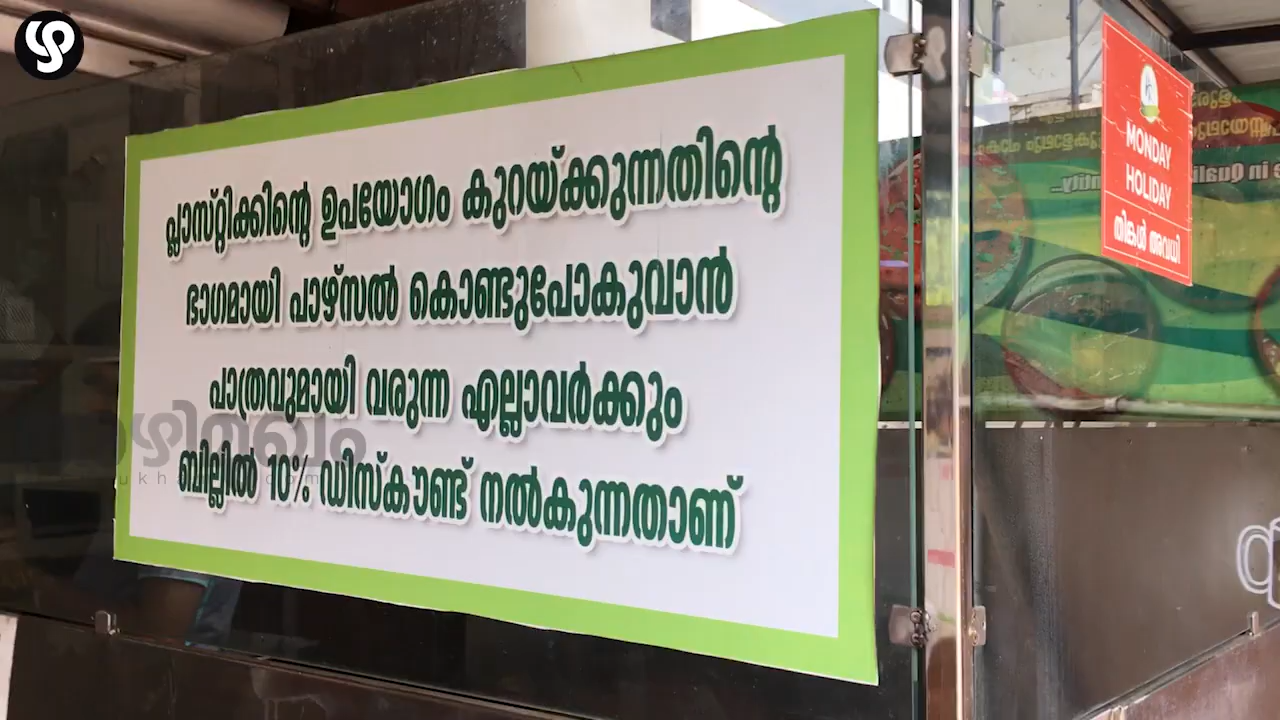 പ്ലാസ്റ്റിക്കിന്റെ ഉപയോഗം കുറയ്ക്കുന്നതിന്റെ
ഭാഗമായി പാഴ്സൽ കൊണ്ടുപോകുവാൻ
പാത്രവുമായി വരുന്ന എല്ലാവർക്കും
ബില്ലിൽ 10% ഡിസ്കൗണ്ട് നൽകുന്നതാണ്
MONDAY
HOLIDAY
തിങ്കൾ അവധി